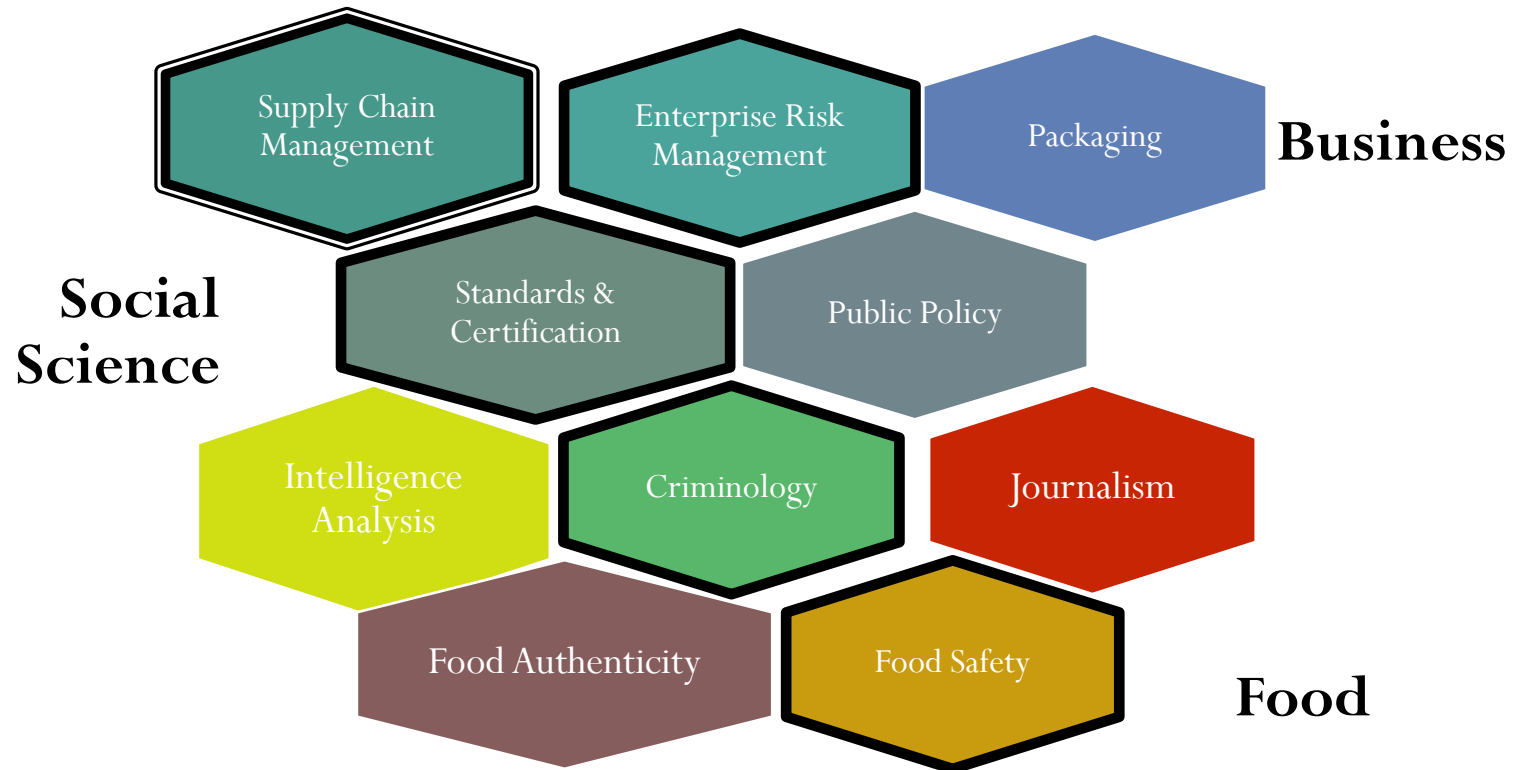 Supply Chain
Management
Enterprise Risk
Management
Packaging
Business
Social
Science
Standards &
Certification
Public Policy
Intelligence
Analysis
Criminology
Journalism
Food Authenticity
Food Safety
Food